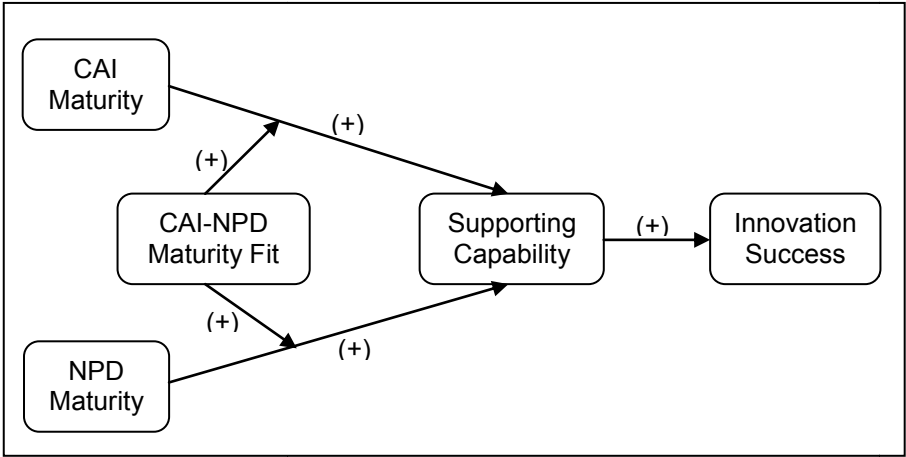 CAI
Maturity
(+)
(+)
CAI-NPD
Maturity Fit
Supporting
Capability
(+)
Innovation
Success
(+)
(+)
NPD
Maturity